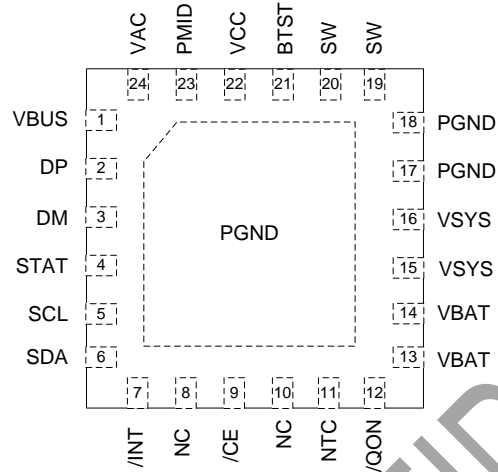 VAC PMID VCC BTST SW SW
24 23 22 21 20 19
VBUS 1 18 PGND
DP 2 17 PGND
DM 3 16 VSYS
PGND
STAT 4 15 VSYS
SCL 5 14 VBAT
SDA 6 13 VBAT
7 8 9 10 11 12
/INT NC /CE NC NTC /QON